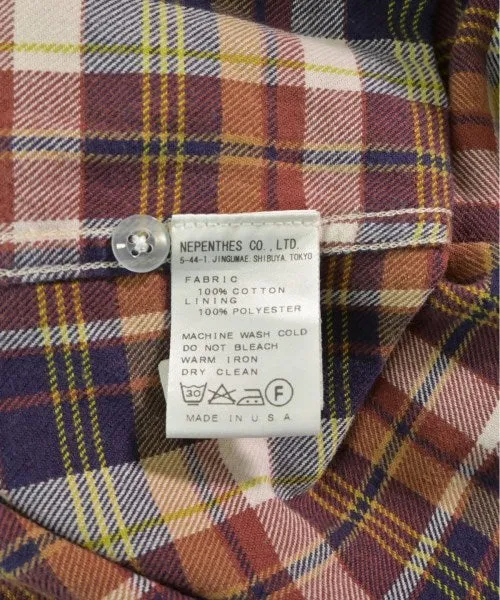 NEPENTHES CO., LTD.
5-44-1 JINGUMAE. SHIBUYA. TOKYO
FABRIC
100% COTTON
LINING
100% POLYESTER
MACHINE WASH COLD
DO NOT BLEACH
WARM IRON
DRY CLEAN
30 F
MADE IN U.S.A